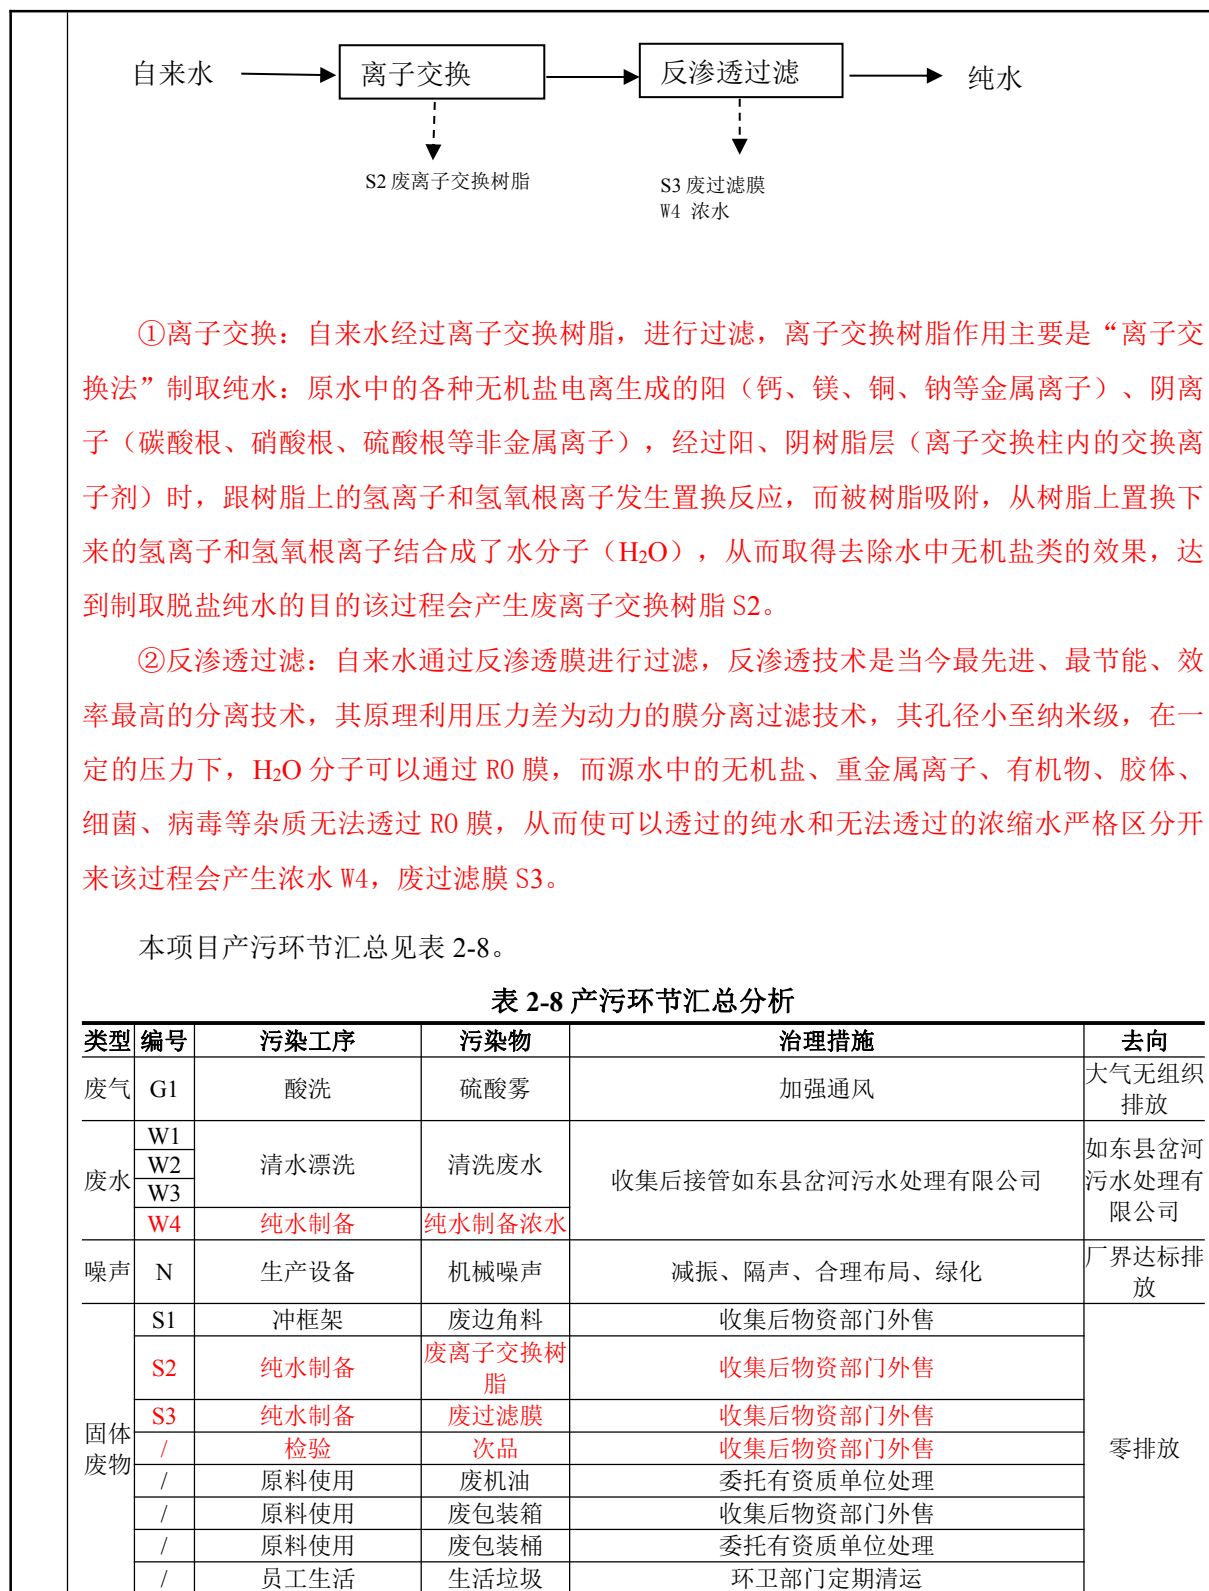 自来水 离子交换 反渗透过滤 纯水
S2 废离子交换树脂
S3 废过滤膜
W4 浓水
①离子交换：自来水经过离子交换树脂，进行过滤，离子交换树脂作用主要是“离子交
换法”制取纯水：原水中的各种无机盐电离生成的阳（钙、镁、铜、钠等金属离子）、阴离
子（碳酸根、硝酸根、硫酸根等非金属离子），经过阳、阴树脂层（离子交换柱内的交换离
子剂）时，跟树脂上的氢离子和氢氧根离子发生置换反应，而被树脂吸附，从树脂上置换下
来的氢离子和氢氧根离子结合成了水分子（H₂O），从而取得去除水中无机盐类的效果，达
到制取脱盐纯水的目的该过程会产生废离子交换树脂 S2。
②反渗透过滤：自来水通过反渗透膜进行过滤，反渗透技术是当今最先进、最节能、效
率最高的分离技术，其原理利用压力差为动力的膜分离过滤技术，其孔径小至纳米级，在一
定的压力下，H₂O 分子可以通过 RO 膜，而源水中的无机盐、重金属离子、有机物、胶体、
细菌、病毒等杂质无法透过 RO 膜，从而使可以透过的纯水和无法透过的浓缩水严格区分开
来该过程会产生浓水 W4，废过滤膜 S3。
本项目产污环节汇总见表 2-8。
表 2-8 产污环节汇总分析
类型 编号 污染工序 污染物 治理措施 去向
废气 G1 酸洗 硫酸雾 加强通风 大气无组织
排放
废水 W1
W2 清水漂洗 清洗废水 收集后接管如东县岔河污水处理有限公司 如东县岔河
污水处理有
限公司
W3
W4 纯水制备 纯水制备浓水
噪声 N 生产设备 机械噪声 减振、隔声、合理布局、绿化 厂界达标排
放
固体
废物 S1 冲框架 废边角料 收集后物资部门外售 零排放
S2 纯水制备 废离子交换树
脂 收集后物资部门外售
S3 纯水制备 废过滤膜 收集后物资部门外售
/ 检验 次品 收集后物资部门外售
/ 原料使用 废机油 委托有资质单位处理
/ 原料使用 废包装箱 收集后物资部门外售
/ 原料使用 废包装桶 委托有资质单位处理
/ 员工生活 生活垃圾 环卫部门定期清运